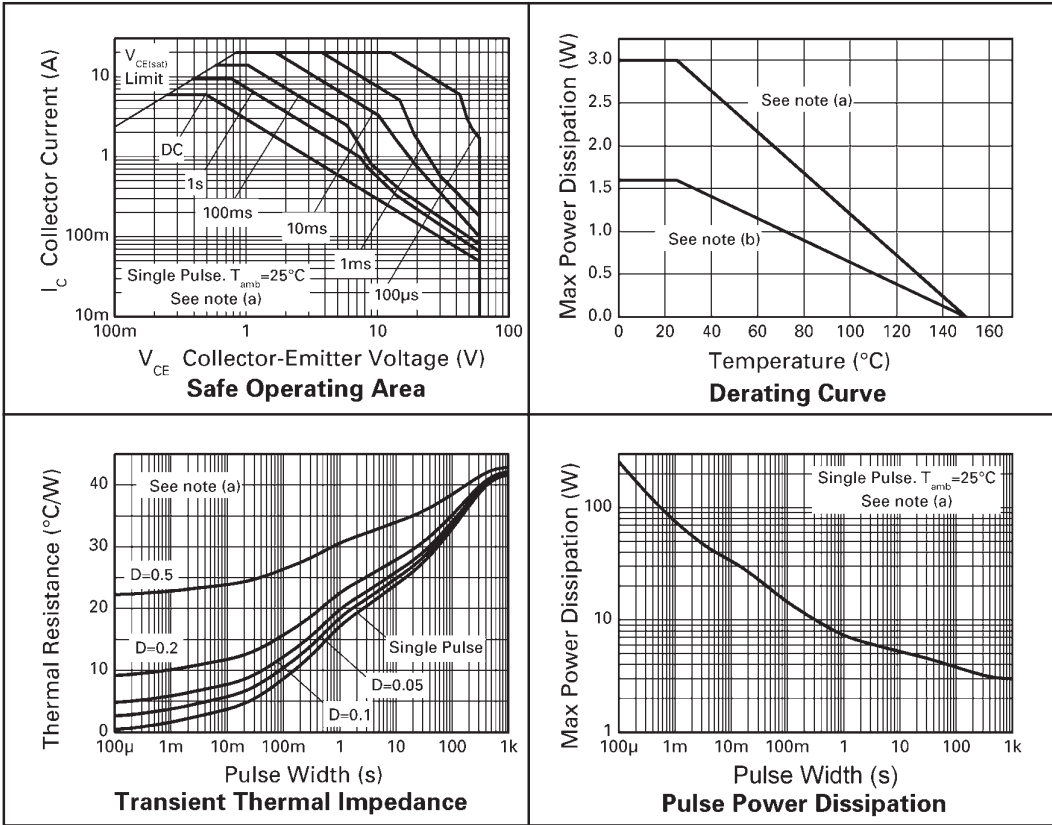 I_C Collector Current (A)
10
1
100m
10m
V_CE(sat)
Limit
DC
1s
100ms
10ms
1ms
100µs
Single Pulse. T_amb=25°C
See note (a)
100m 1 10 100
V_CE Collector-Emitter Voltage (V)
Safe Operating Area
Max Power Dissipation (W)
3.0
2.5
2.0
1.5
1.0
0.5
0.0
See note (a)
See note (b)
0 20 40 60 80 100 120 140 160
Temperature (°C)
Derating Curve
Thermal Resistance (°C/W)
40
30
20
10
0
See note (a)
D=0.5
D=0.2
Single Pulse
D=0.05
D=0.1
100µ 1m 10m 100m 1 10 100 1k
Pulse Width (s)
Transient Thermal Impedance
Max Power Dissipation (W)
100
10
1
Single Pulse. T_amb=25°C
See note (a)
100µ 1m 10m 100m 1 10 100 1k
Pulse Width (s)
Pulse Power Dissipation